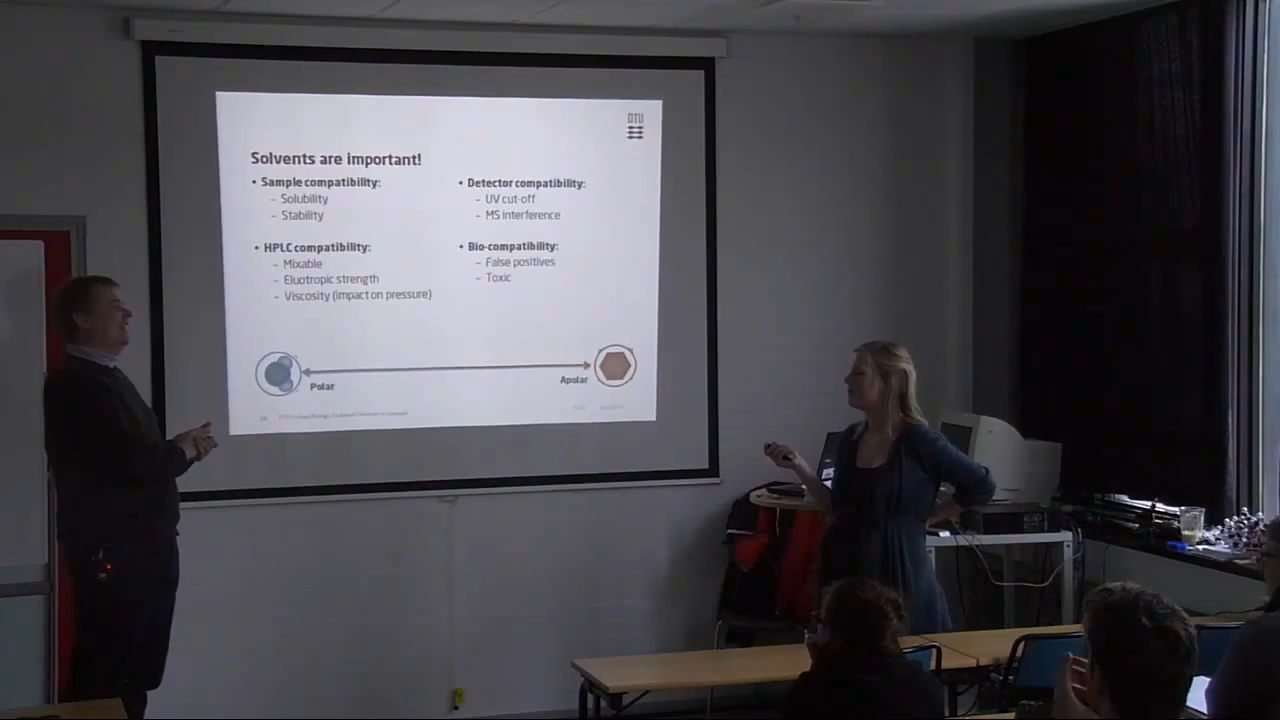 DTU
Solvents are important!
• Sample compatibility:
– Solubility
– Stability
• HPLC compatibility:
– Mixable
– Eluotropic strength
– Viscosity (impact on pressure)
• Detector compatibility:
– UV cut-off
– MS interference
• Bio-compatibility:
– False positives
– Toxic
Polar
Apolar